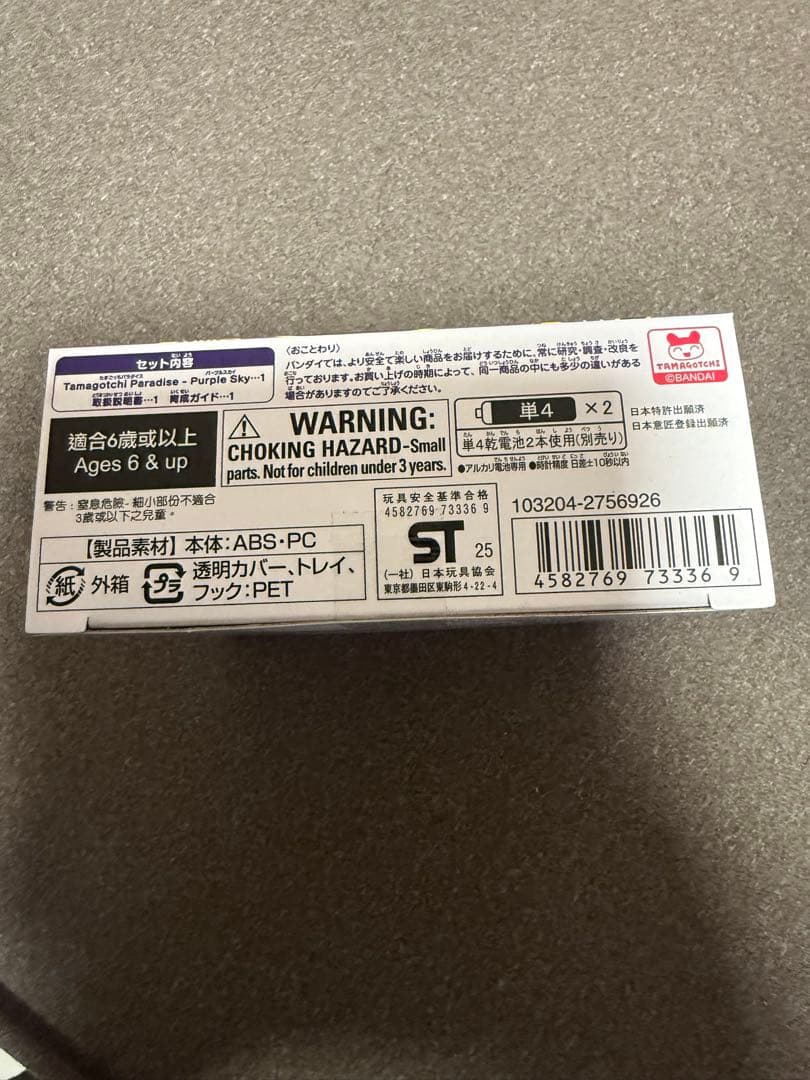 セット内容
Tamagotchi Paradise - Purple Sky…1
取扱説明書…1 育成ガイド…1
〈おことわり〉
バンダイでは、より安全で楽しい商品をお届けするために、常に研究・調査・改良を
行っております。お買い上げの時期によって、同一商品の中にも多少の違いがある
場合がありますのでご了承ください。
TAMAGOTCHI
©BANDAI
適合6歳或以上
Ages 6 & up
警告：窒息危險 - 細小部份不適合
3歲或以下之兒童。
WARNING:
CHOKING HAZARD-Small
parts. Not for children under 3 years.
単4 ×2
単4乾電池2本使用(別売り)
●アルカリ乾電池専用 ●時計精度 日差±10秒以内
日本特許出願済
日本意匠登録出願済
【製品素材】本体：ABS・PC
紙 外箱 プラ 透明カバー、トレイ、
フック：PET
玩具安全基準合格
4582769 73336 9
ST 25
(一社) 日本玩具協会
東京都墨田区東駒形4-22-4
103204-2756926
4582769 73336 9